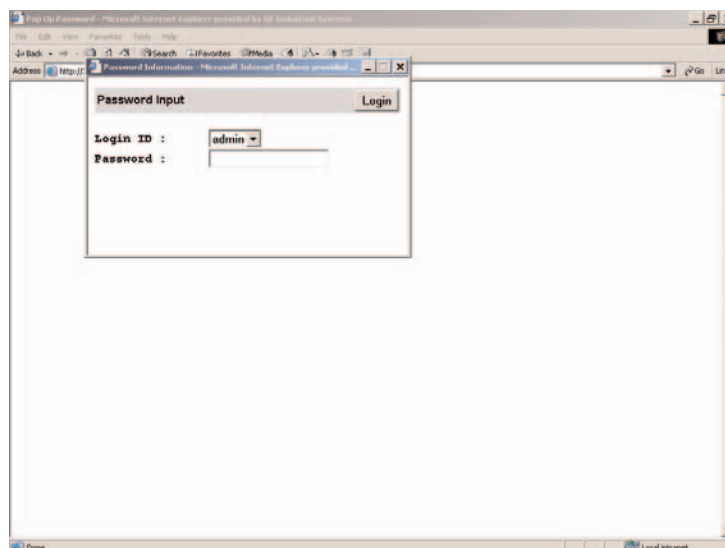 Pop Up Password - Microsoft Internet Explorer provided by GE Industrial Systems
File Edit View Favorites Tools Help
Back Search Favorites Media
Address http://
Go
Password Information - Microsoft Internet Explorer provided ...
Password Input Login
Login ID : admin
Password :
Done Local intranet